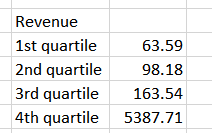 Revenue
1st quartile 63.59
2nd quartile 98.18
3rd quartile 163.54
4th quartile 5387.71